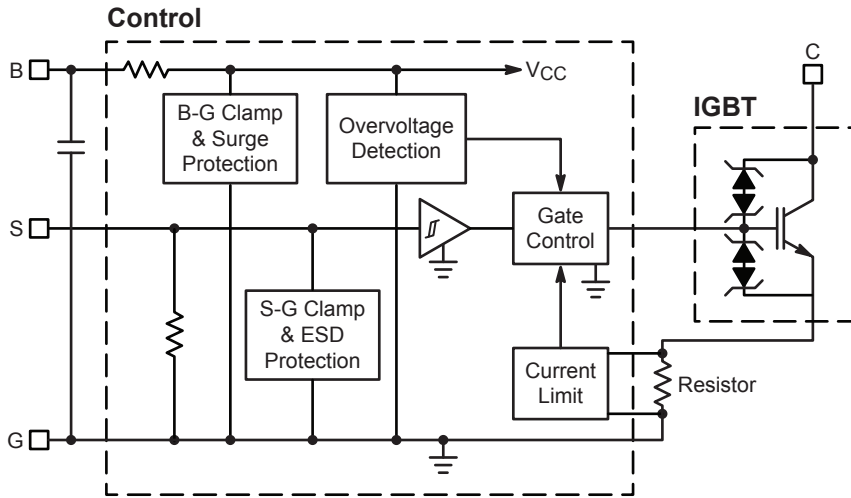 Control
B
VCC
C
B-G Clamp
& Surge
Protection
Overvoltage
Detection
IGBT
S
Gate
Control
S-G Clamp
& ESD
Protection
Current
Limit
Resistor
G